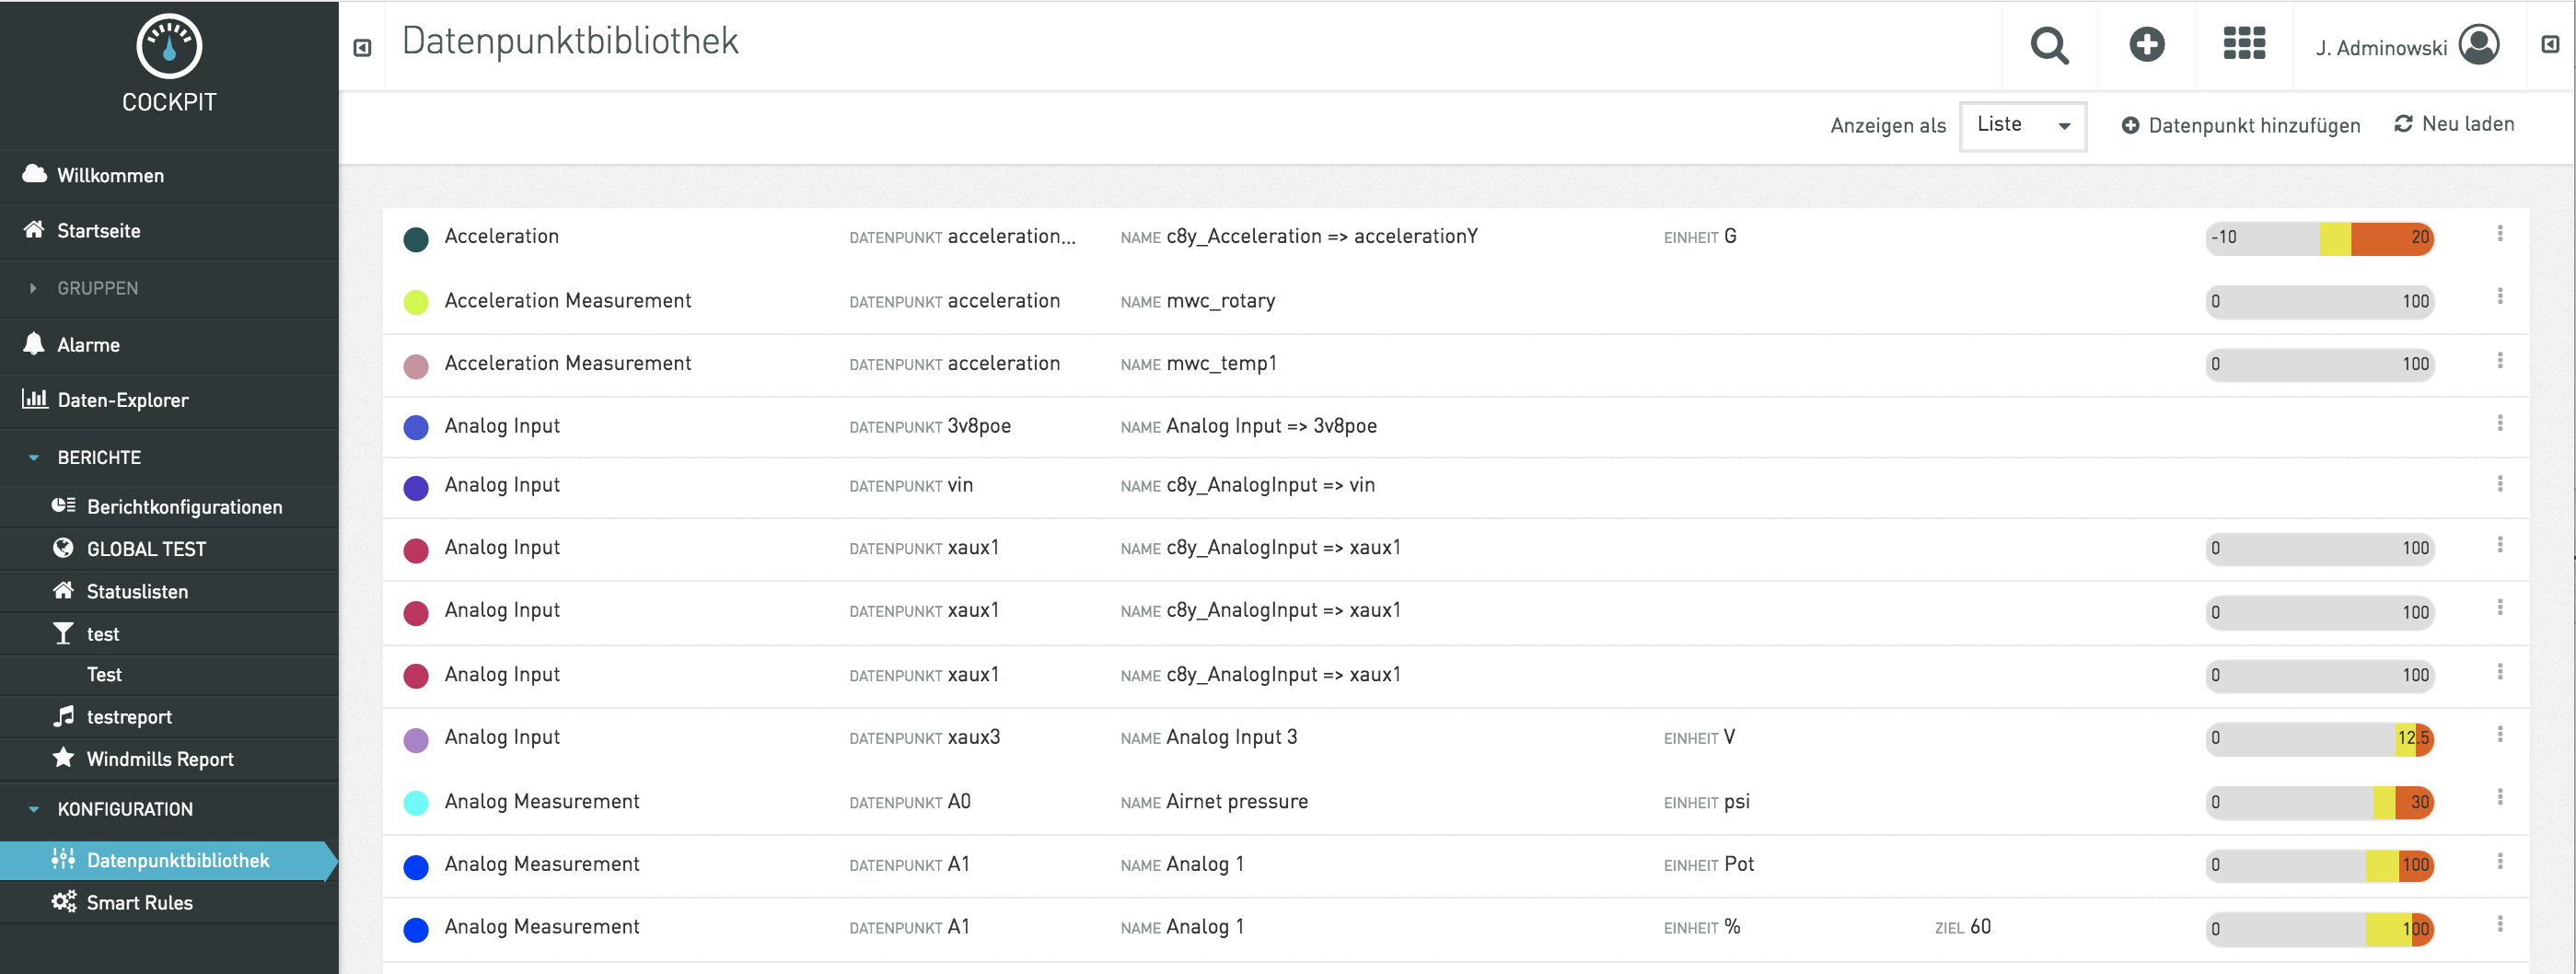 COCKPIT
Willkommen
Startseite
GRUPPEN
Alarme
Daten-Explorer
BERICHTE
Berichtkonfigurationen
GLOBAL TEST
Statuslisten
test
Test
testreport
Windmills Report
KONFIGURATION
Datenpunktbibliothek
Smart Rules
Datenpunktbibliothek
J. Adminowski
Anzeigen als Liste Datenpunkt hinzufügen Neu laden
Acceleration DATENPUNKT acceleration... NAME c8y_Acceleration => accelerationY EINHEIT G -10 20
Acceleration Measurement DATENPUNKT acceleration NAME mwc_rotary 0 100
Acceleration Measurement DATENPUNKT acceleration NAME mwc_temp1 0 100
Analog Input DATENPUNKT 3v8poe NAME Analog Input => 3v8poe
Analog Input DATENPUNKT vin NAME c8y_AnalogInput => vin
Analog Input DATENPUNKT xaux1 NAME c8y_AnalogInput => xaux1 0 100
Analog Input DATENPUNKT xaux1 NAME c8y_AnalogInput => xaux1 0 100
Analog Input DATENPUNKT xaux1 NAME c8y_AnalogInput => xaux1 0 100
Analog Input DATENPUNKT xaux3 NAME Analog Input 3 EINHEIT V 0 12.5
Analog Measurement DATENPUNKT A0 NAME Airnet pressure EINHEIT psi 0 30
Analog Measurement DATENPUNKT A1 NAME Analog 1 EINHEIT Pot 0 100
Analog Measurement DATENPUNKT A1 NAME Analog 1 EINHEIT % ZIEL 60 0 100